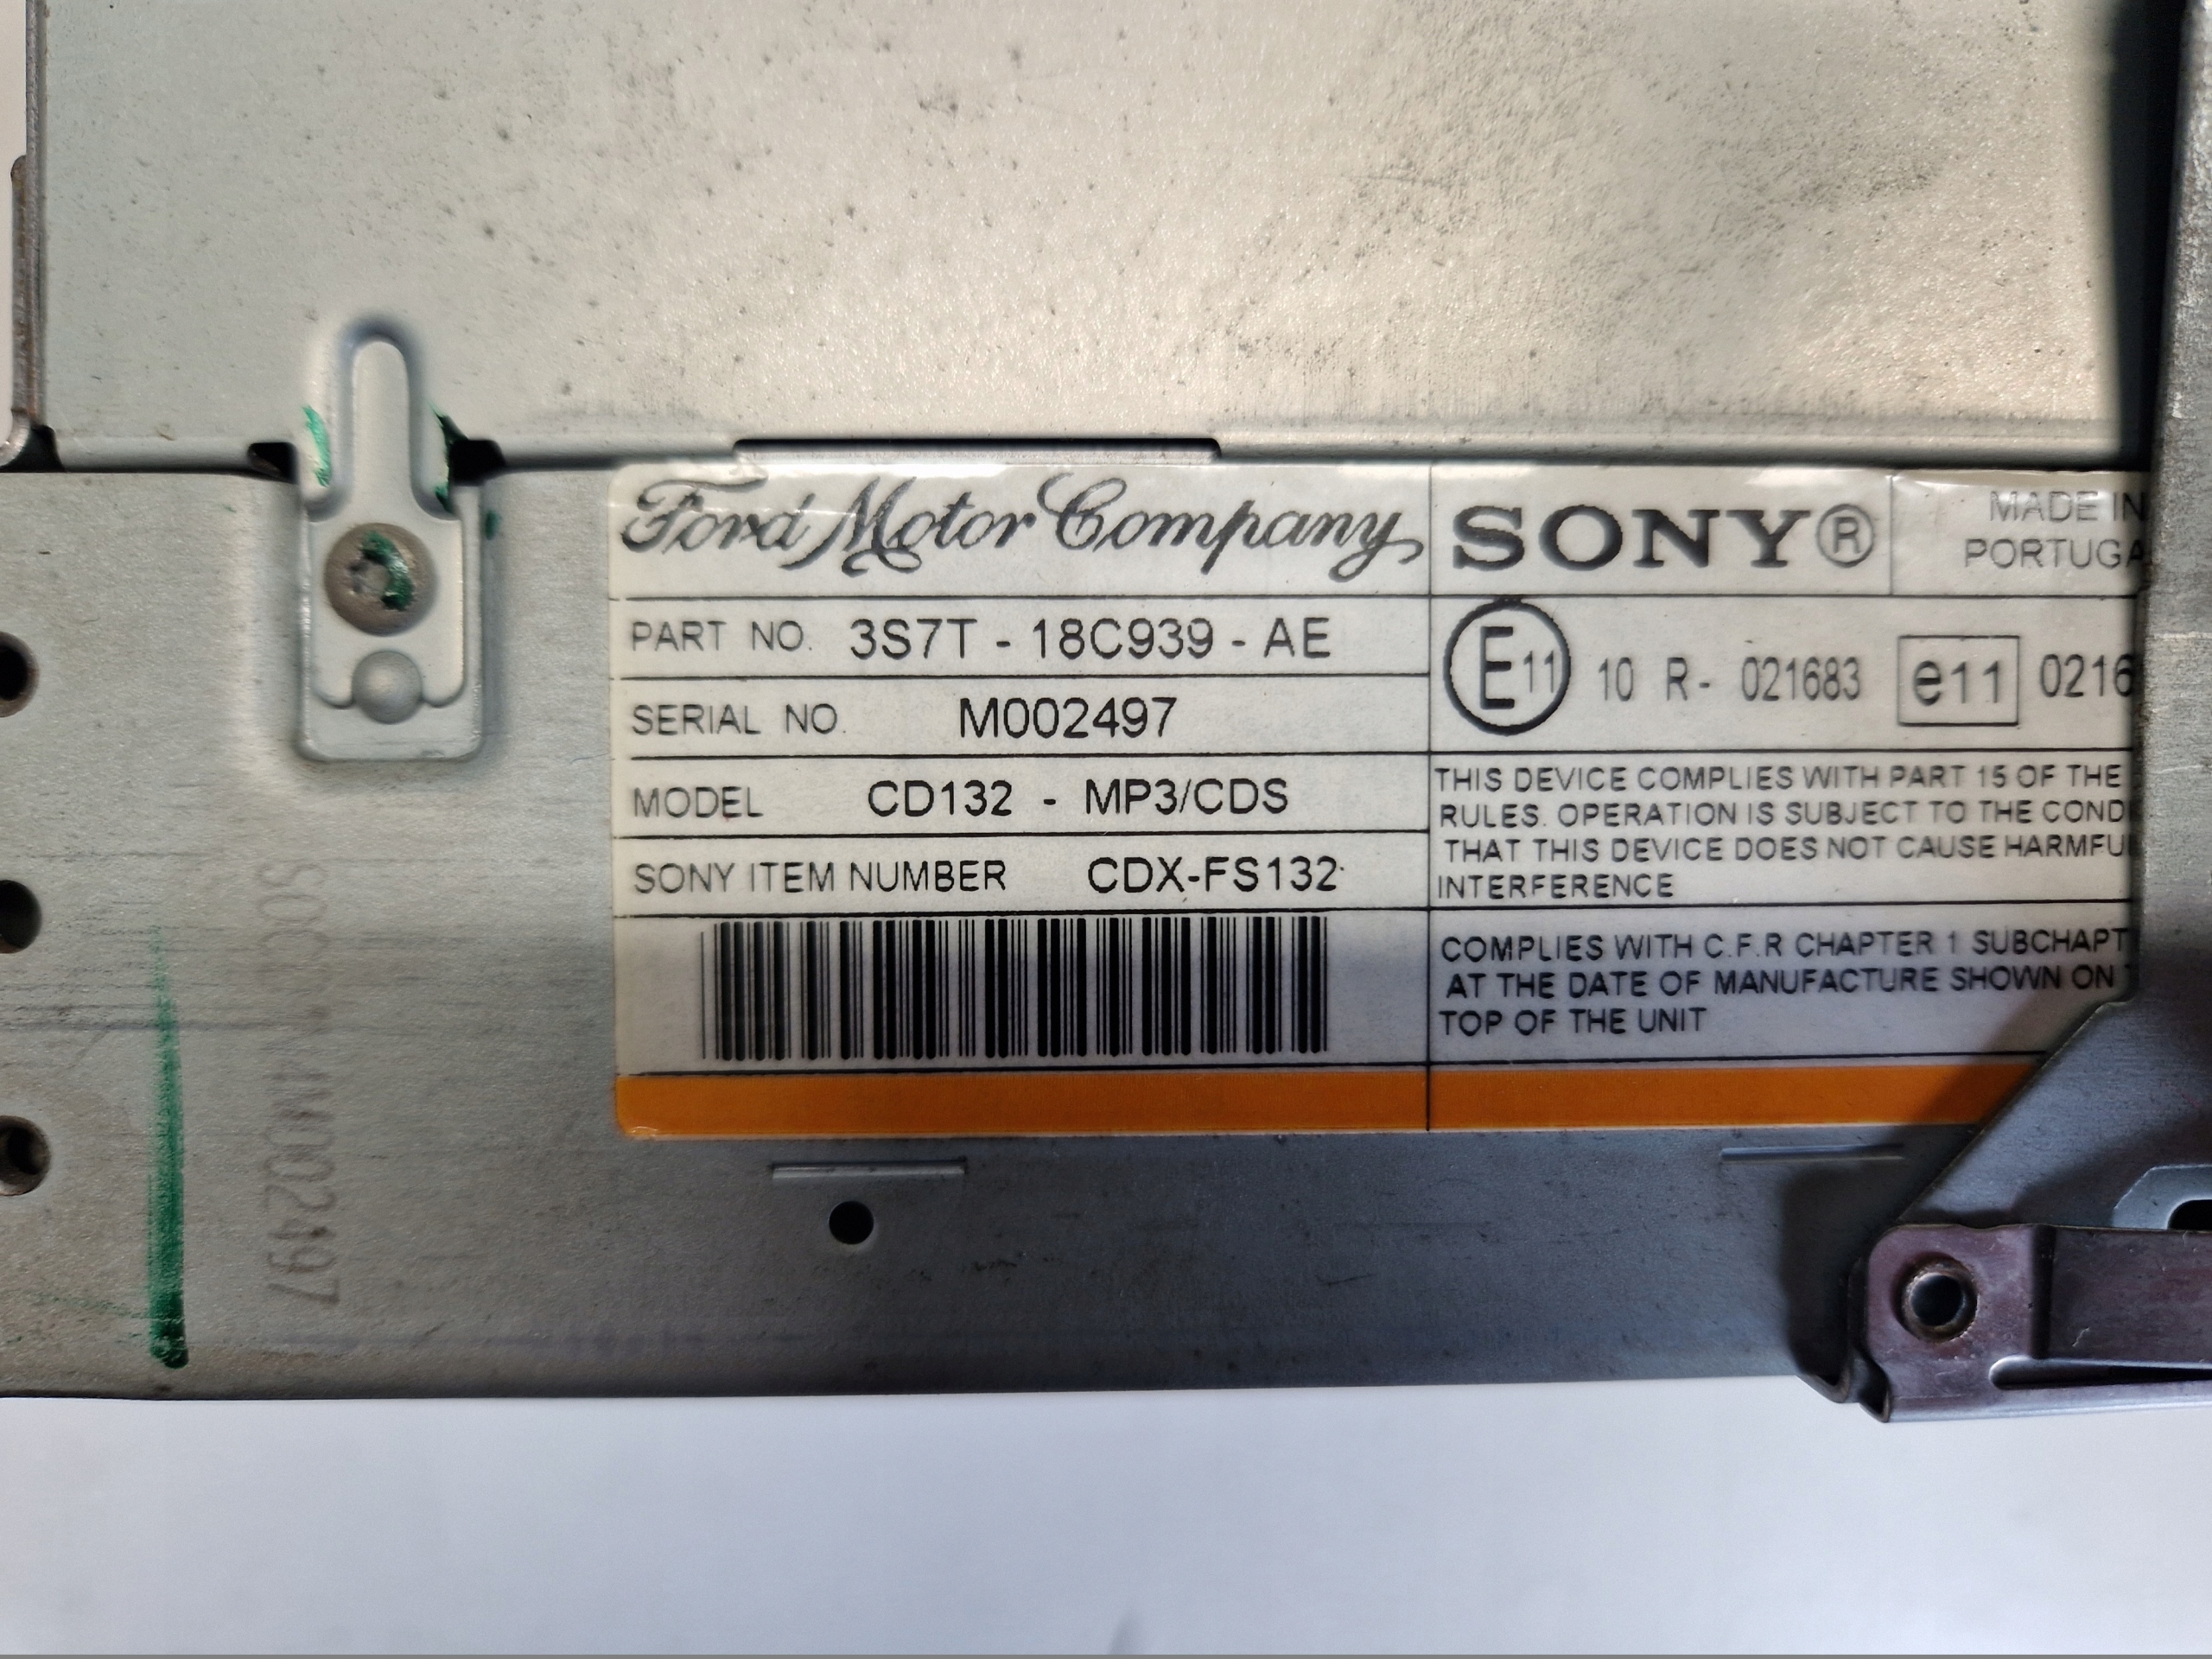 Ford Motor Company
SONY®
MADE IN
PORTUGA
PART NO. 3S7T - 18C939 - AE
SERIAL NO. M002497
MODEL CD132 - MP3/CDS
SONY ITEM NUMBER CDX-FS132
E11 10 R- 021683 e11 0216
THIS DEVICE COMPLIES WITH PART 15 OF THE
RULES. OPERATION IS SUBJECT TO THE COND
THAT THIS DEVICE DOES NOT CAUSE HARMFU
INTERFERENCE
COMPLIES WITH C.F.R CHAPTER 1 SUBCHAPT
AT THE DATE OF MANUFACTURE SHOWN ON
TOP OF THE UNIT